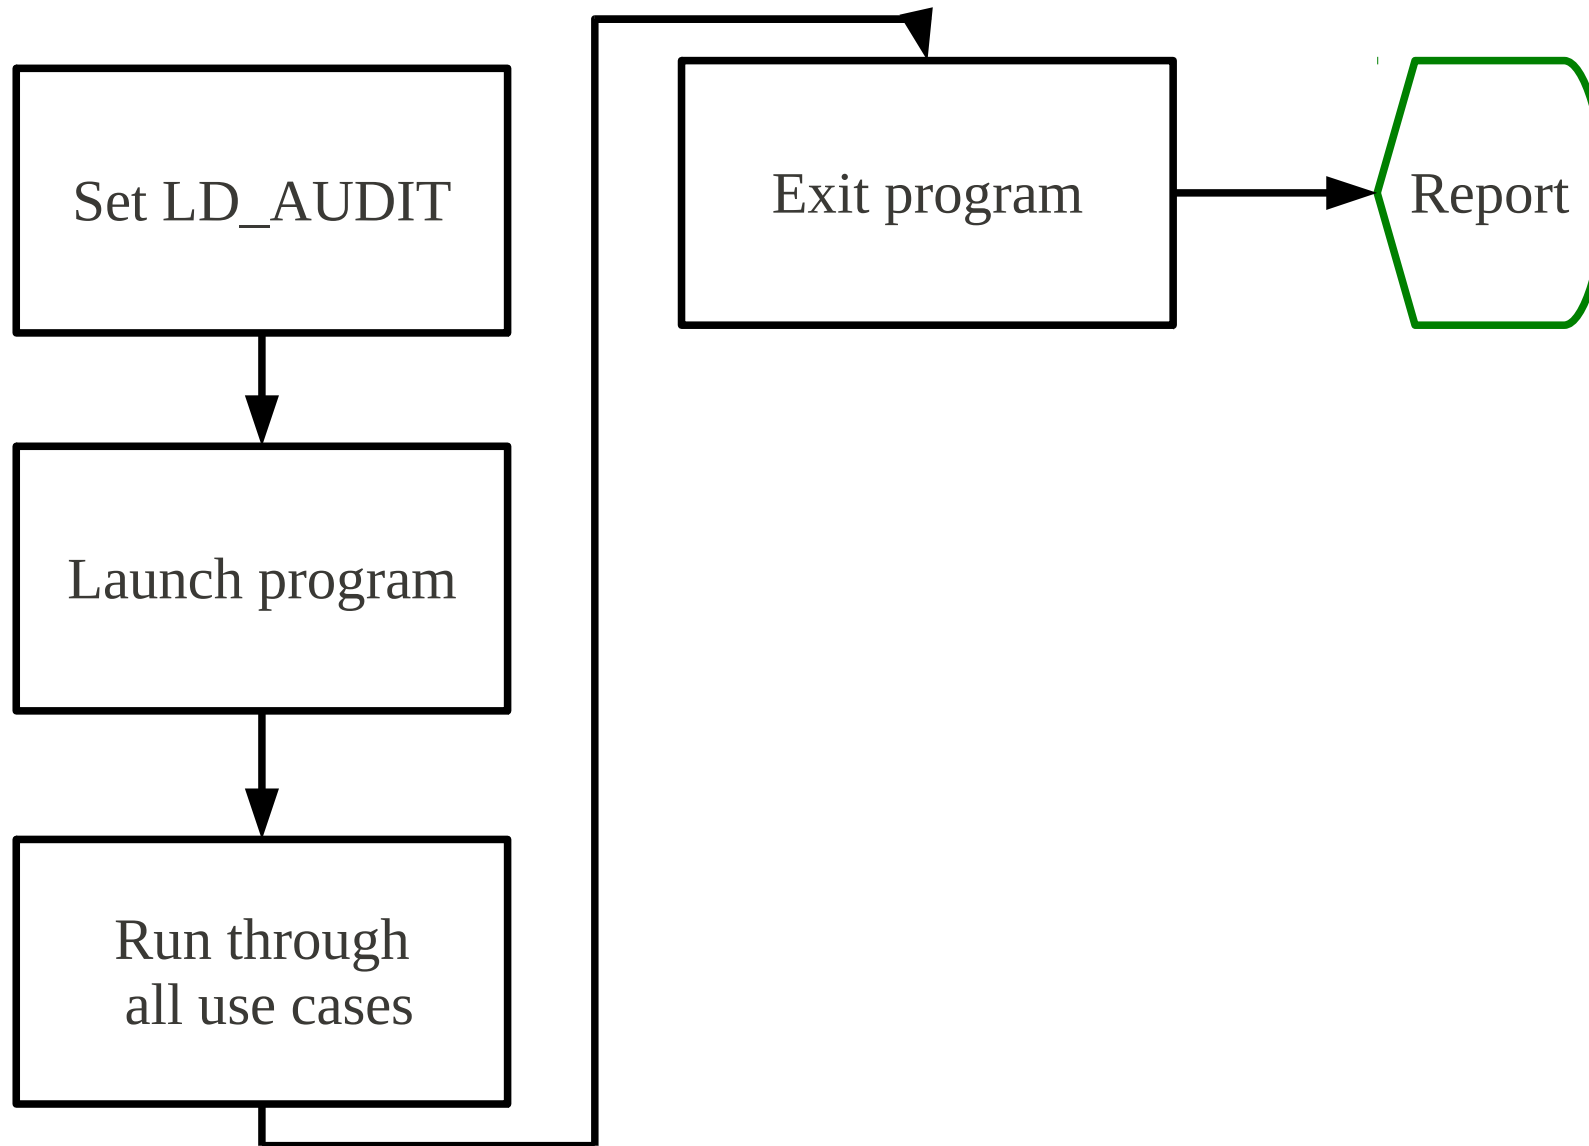 Set LD_AUDIT
Launch program
Run through
all use cases
Exit program
Report